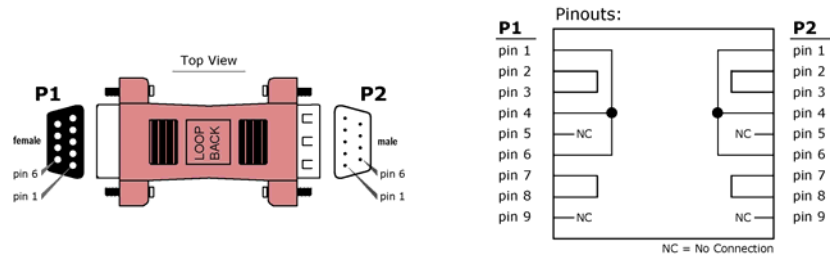 Top View
P1
P2
female
male
LOOP
BACK
pin 6
pin 1
pin 6
pin 1
Pinouts:
P1
P2
pin 1
pin 1
pin 2
pin 2
pin 3
pin 3
pin 4
pin 4
pin 5
NC
NC
pin 5
pin 6
pin 6
pin 7
pin 7
pin 8
pin 8
pin 9
NC
NC
pin 9
NC = No Connection